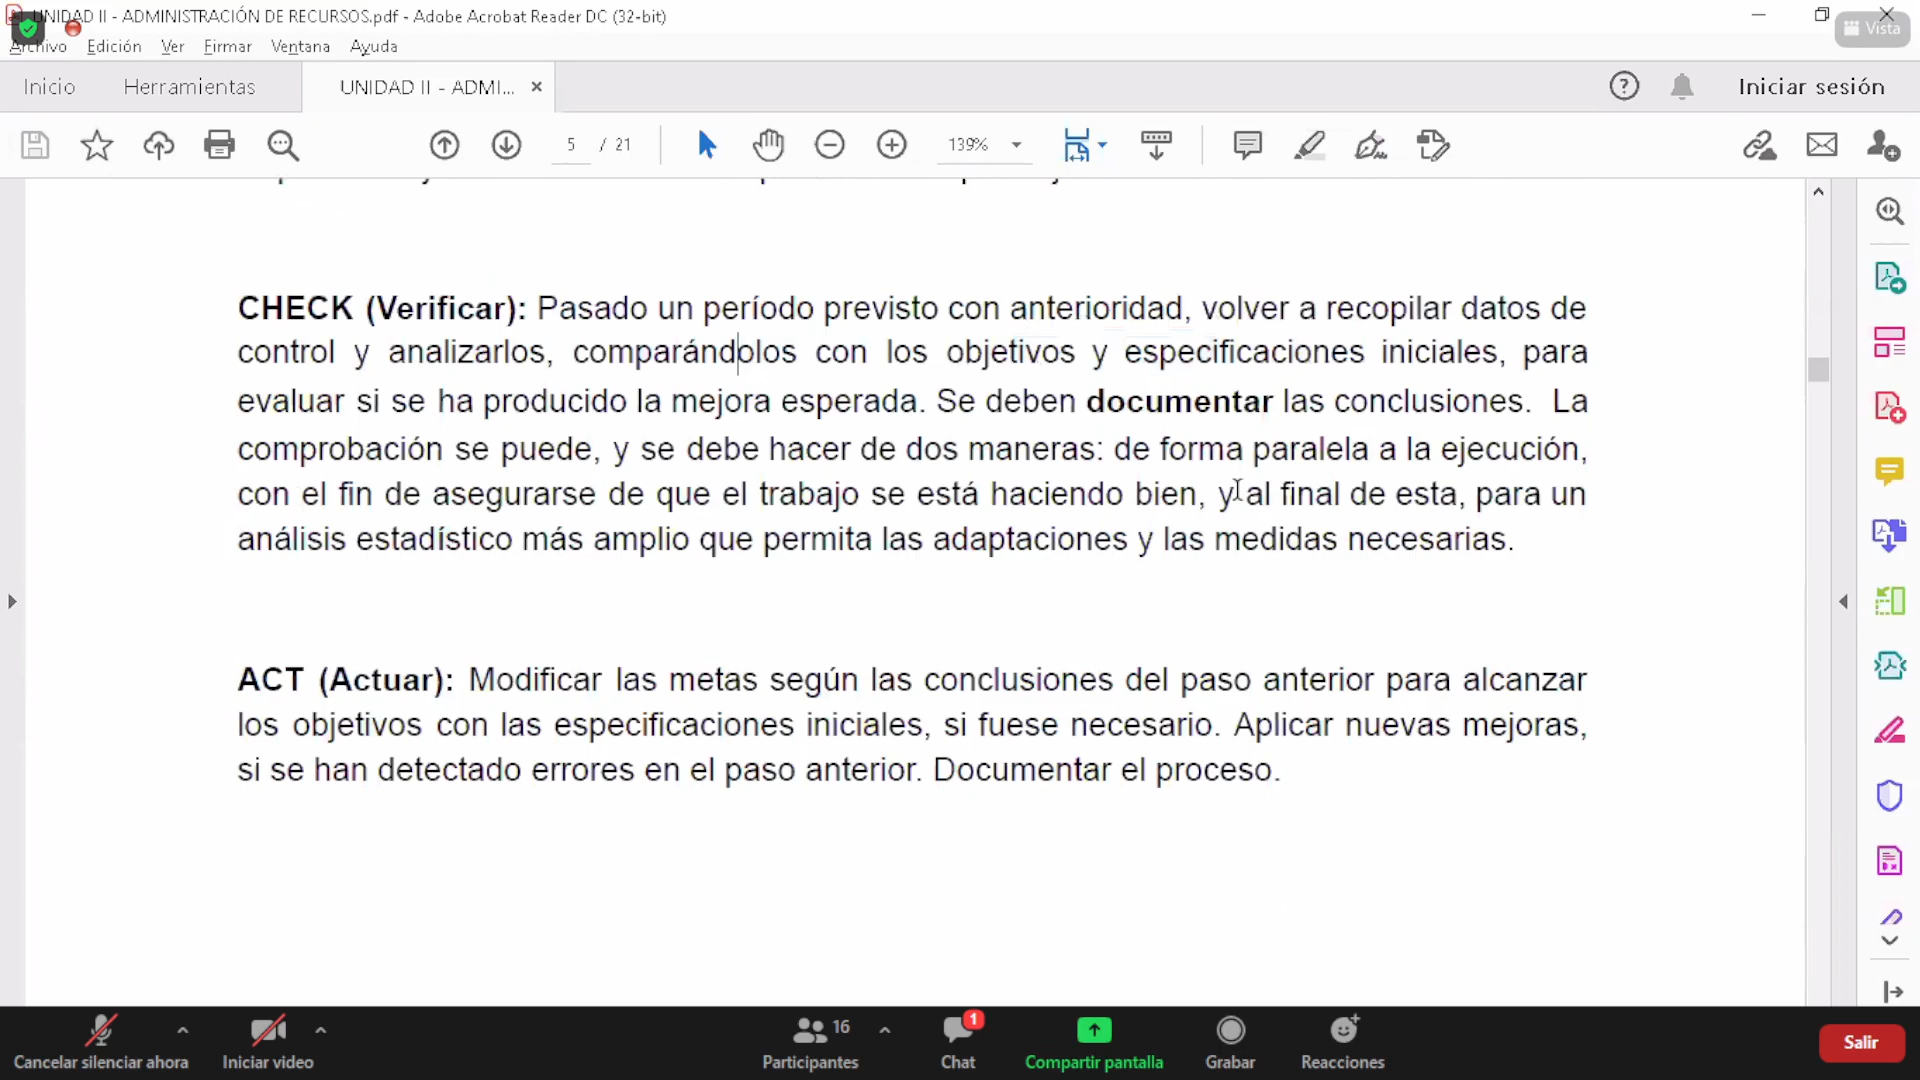 UNIDAD II - ADMINISTRACIÓN DE RECURSOS.pdf - Adobe Acrobat Reader DC (32-bit)
Vista
Archivo Edición Ver Firmar Ventana Ayuda
Inicio Herramientas UNIDAD II - ADMI... Iniciar sesión
5 / 21 139%
CHECK (Verificar): Pasado un período previsto con anterioridad, volver a recopilar datos de
control y analizarlos, comparándolos con los objetivos y especificaciones iniciales, para
evaluar si se ha producido la mejora esperada. Se deben documentar las conclusiones. La
comprobación se puede, y se debe hacer de dos maneras: de forma paralela a la ejecución,
con el fin de asegurarse de que el trabajo se está haciendo bien, y al final de esta, para un
análisis estadístico más amplio que permita las adaptaciones y las medidas necesarias.
ACT (Actuar): Modificar las metas según las conclusiones del paso anterior para alcanzar
los objetivos con las especificaciones iniciales, si fuese necesario. Aplicar nuevas mejoras,
si se han detectado errores en el paso anterior. Documentar el proceso.
16 1
Cancelar silenciar ahora Iniciar video Participantes Chat Compartir pantalla Grabar Reacciones Salir